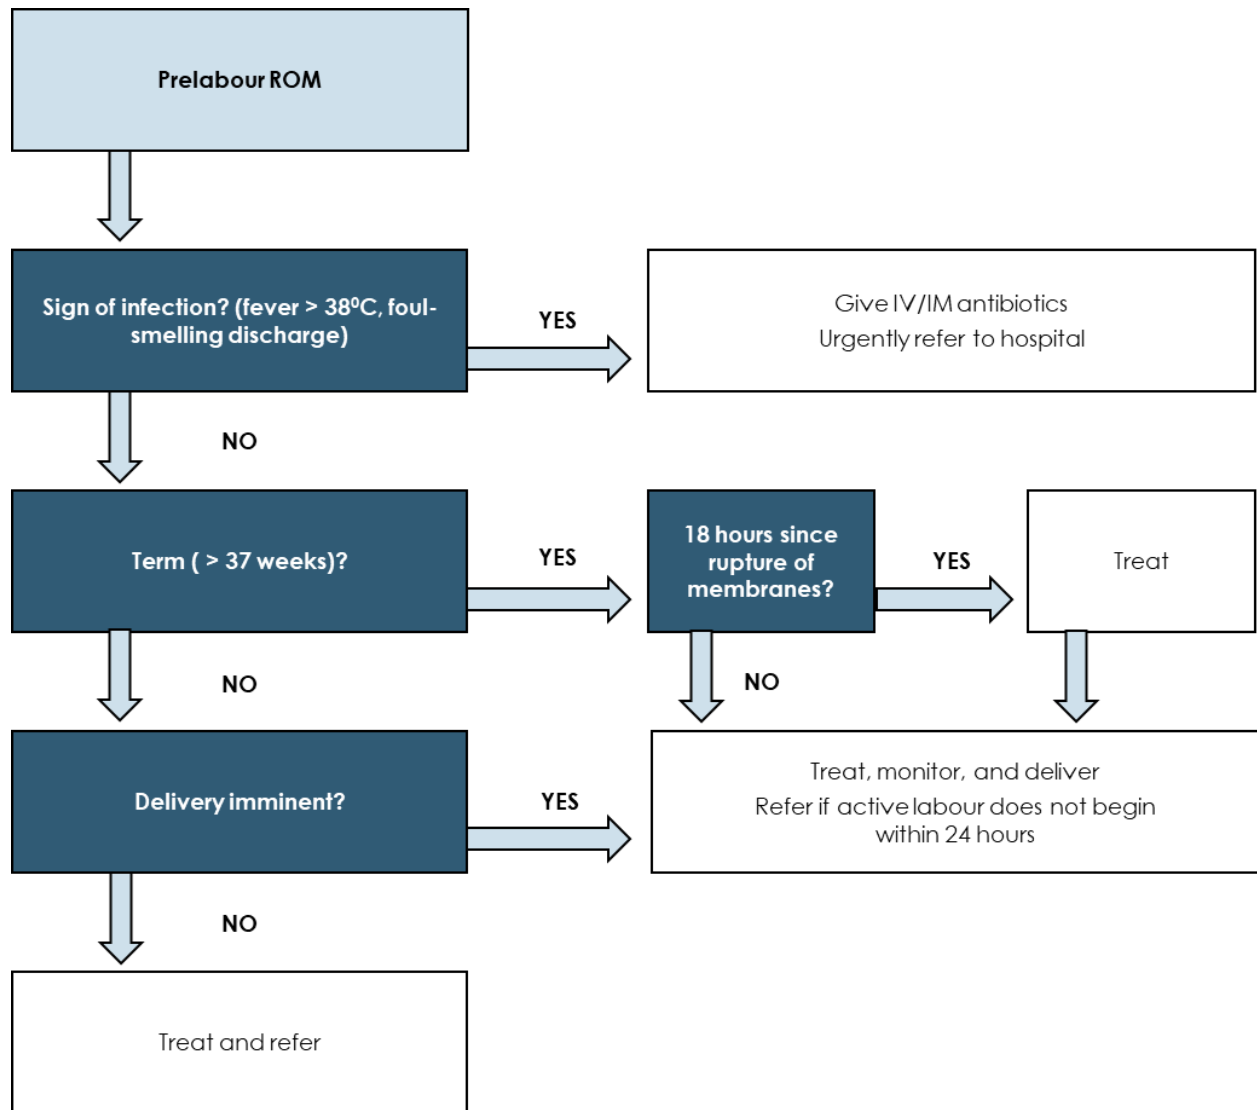 Prelabour ROM
Sign of infection? (fever > 38⁰C, foul-
smelling discharge)
YES
Give IV/IM antibiotics
Urgently refer to hospital
NO
Term ( > 37 weeks)?
YES
18 hours since
rupture of
membranes?
YES
Treat
NO
NO
Delivery imminent?
YES
Treat, monitor, and deliver
Refer if active labour does not begin
within 24 hours
NO
Treat and refer